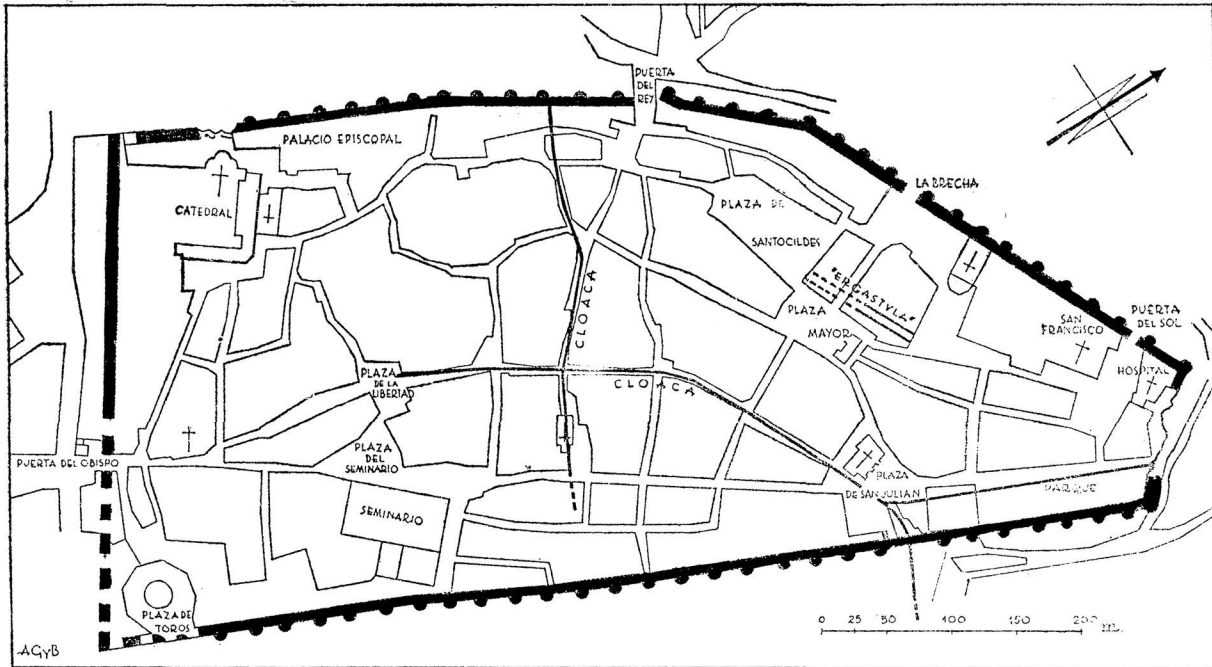 PUERTA
DEL
REY
PALACIO EPISCOPAL
LA BRECHA
CATEDRAL
PLAZA DE
SANTOCILDES
"ERGASTVLA"
CLOACA
PLAZA
MAYOR
SAN
FRANCISCO
PUERTA
DEL SOL
HOSPITAL
PLAZA
DE LA
LIBERTAD
CLOACA
PLAZA
DEL
SEMINARIO
PUERTA DEL OBISPO
PLAZA
DE SAN JULIAN
PARQUE
SEMINARIO
PLAZA DE
TOROS
AGyB
0 25 50 100 150 200 m.